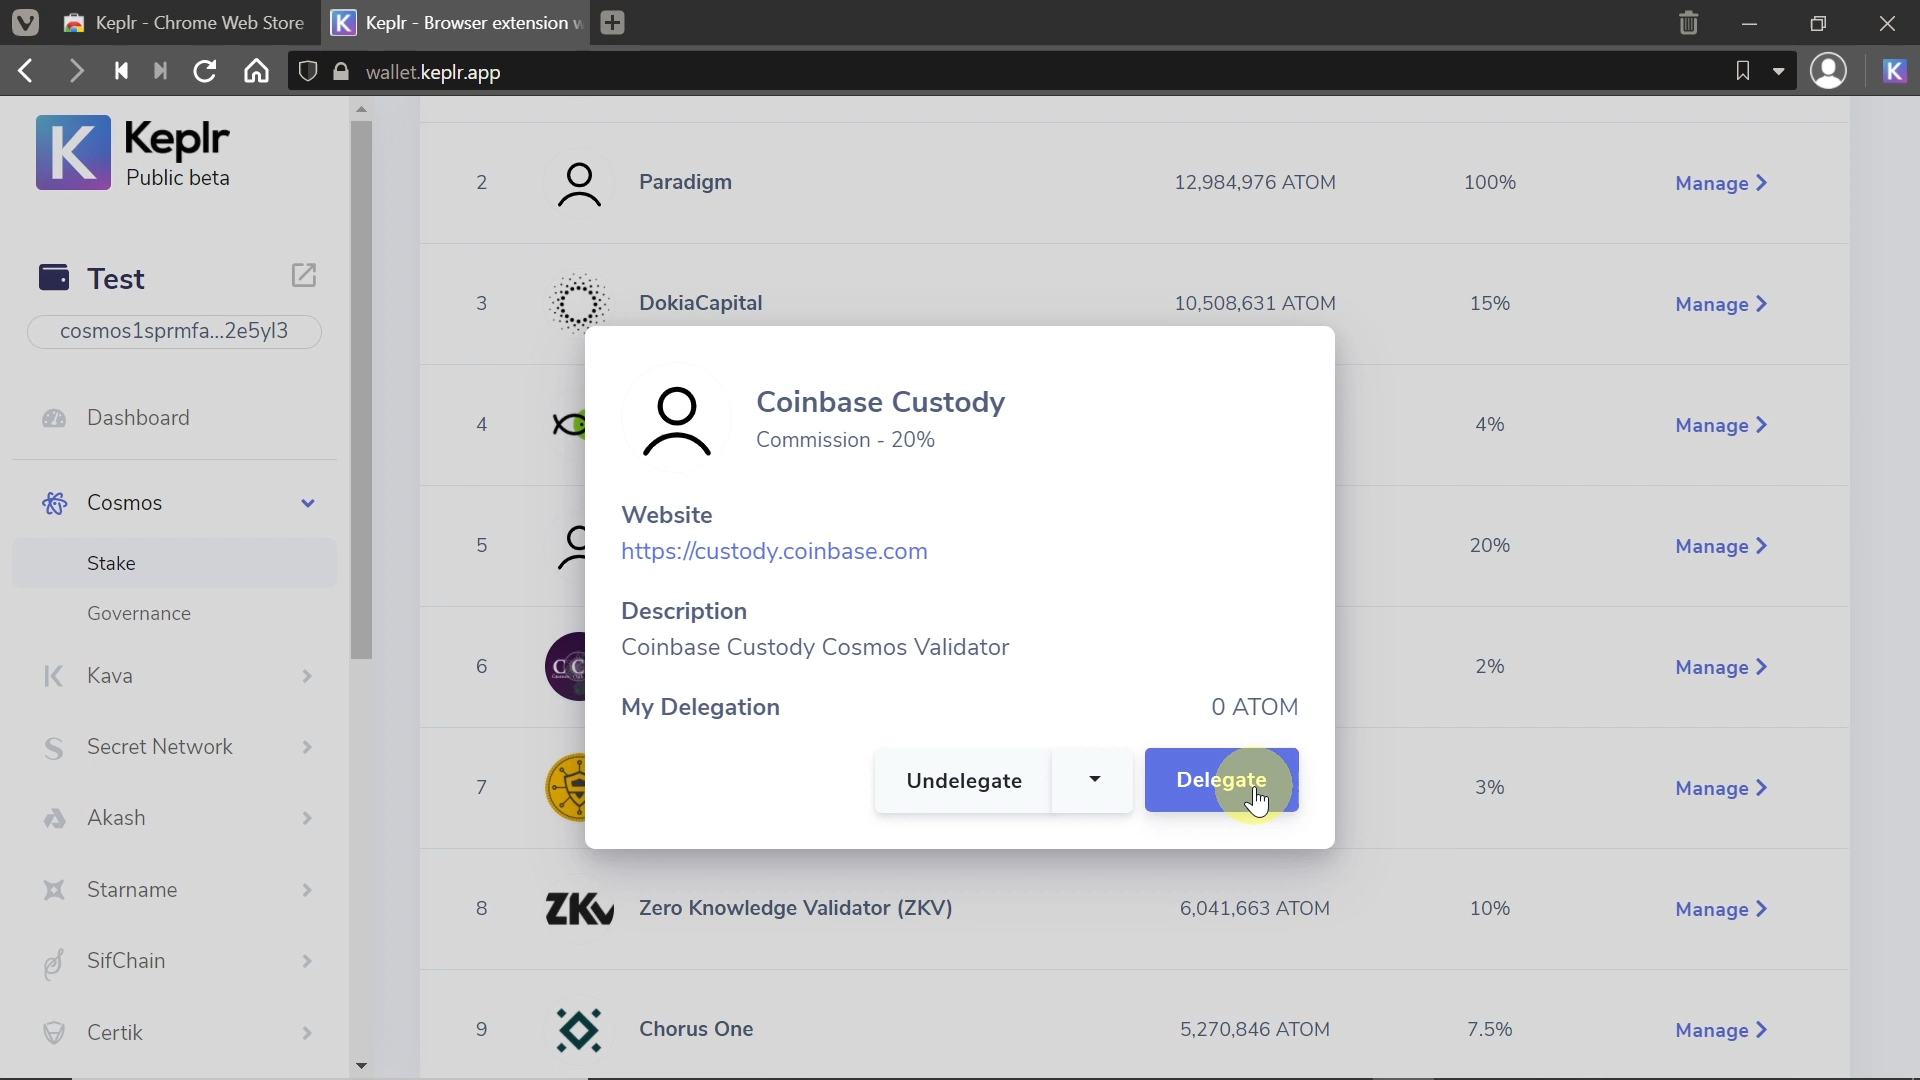 Keplr - Chrome Web Store
Keplr - Browser extension w
wallet.keplr.app
K
K Keplr
Public beta
Test
cosmos1sprmfa...2e5yl3
Dashboard
Cosmos
Stake
Governance
Kava
Secret Network
Akash
Starname
SifChain
Certik
2 Paradigm 12,984,976 ATOM 100% Manage
3 DokiaCapital 10,508,631 ATOM 15% Manage
4 4% Manage
5 20% Manage
6 2% Manage
7 3% Manage
8 ZKV Zero Knowledge Validator (ZKV) 6,041,663 ATOM 10% Manage
9 Chorus One 5,270,846 ATOM 7.5% Manage
Coinbase Custody
Commission - 20%
Website
https://custody.coinbase.com
Description
Coinbase Custody Cosmos Validator
My Delegation 0 ATOM
Undelegate Delegate